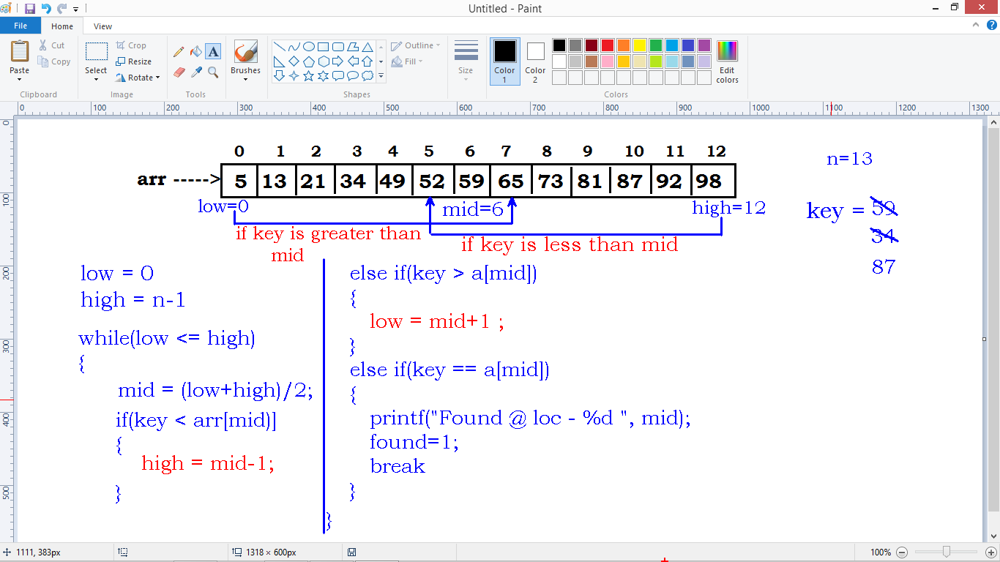 Untitled - Paint
File Home View
Paste
Cut
Copy
Clipboard
Select
Crop
Resize
Rotate
Image
A
Tools
Brushes
Outline
Fill
Shapes
Size
Color 1
Color 2
Edit colors
Colors
0 100 200 300 400 500 600 700 800 900 1000 1100 1200 1300
0
100
200
300
400
500
0 1 2 3 4 5 6 7 8 9 10 11 12
arr ----->
5 13 21 34 49 52 59 65 73 81 87 92 98
low=0
mid=6
high=12
if key is greater than
mid
if key is less than mid
n=13
key = 59
34
87
low = 0
high = n-1
while(low <= high)
{
mid = (low+high)/2;
if(key < arr[mid)]
{
high = mid-1;
}
else if(key > a[mid])
{
low = mid+1 ;
}
else if(key == a[mid])
{
printf("Found @ loc - %d ", mid);
found=1;
break
}
}
1111, 383px
1318 × 600px
100%